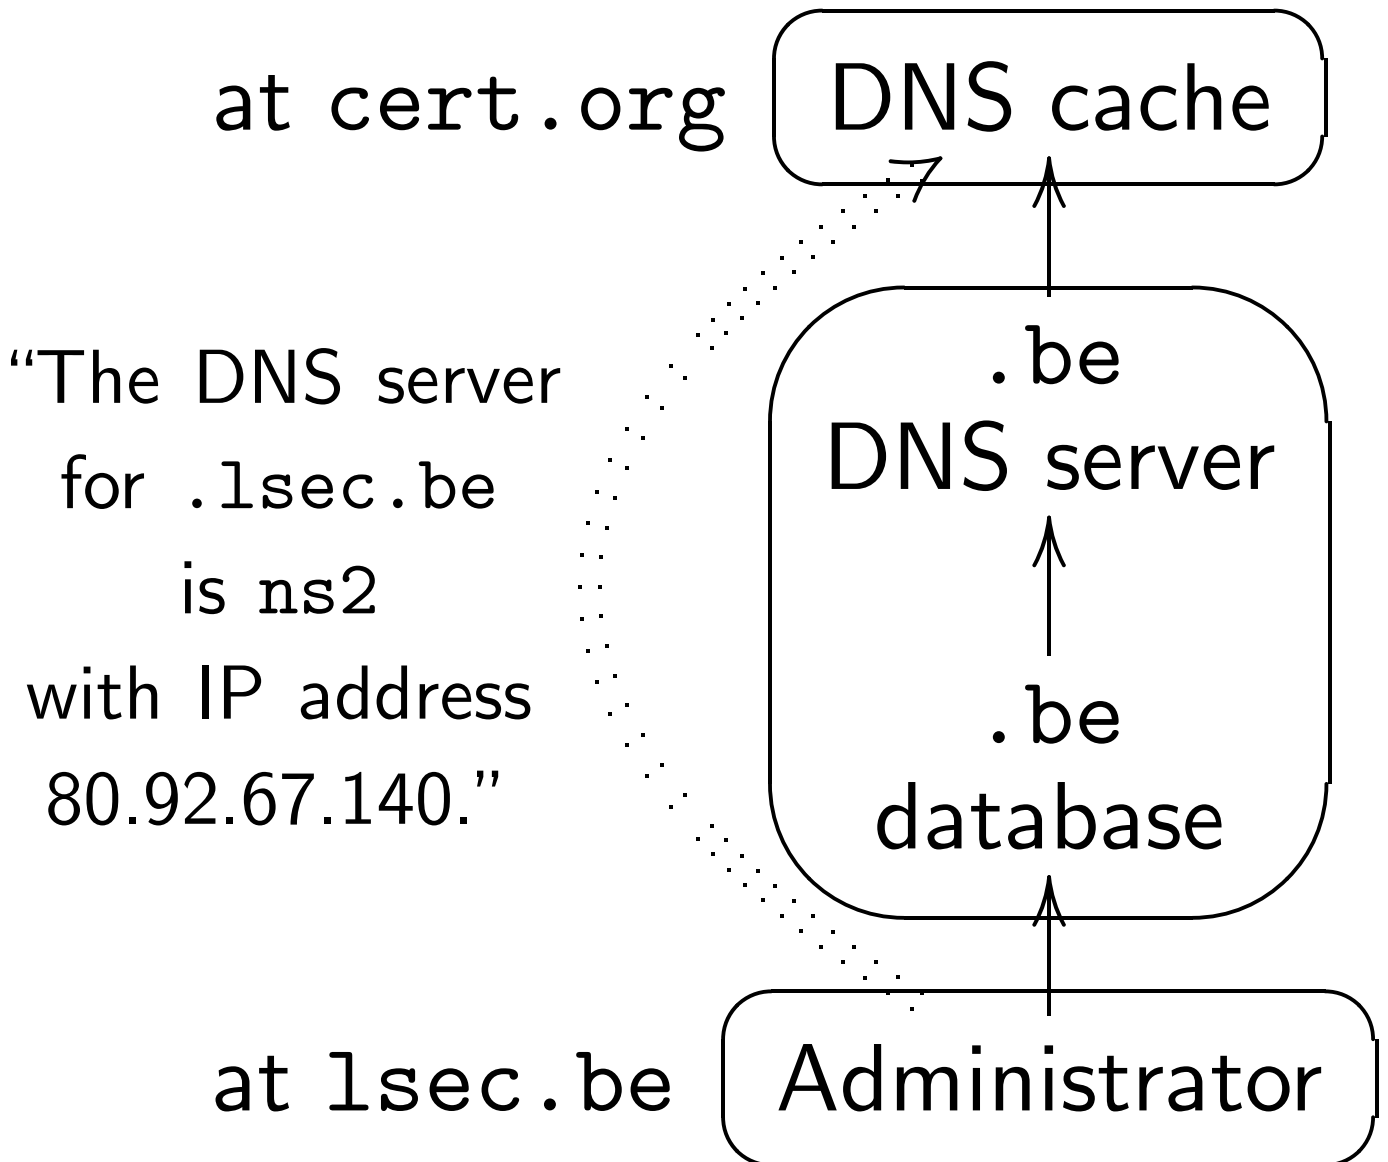 at cert.org DNS cache
“The DNS server
for .lsec.be
is ns2
with IP address
80.92.67.140.”
.be
DNS server
.be
database
at lsec.be Administrator